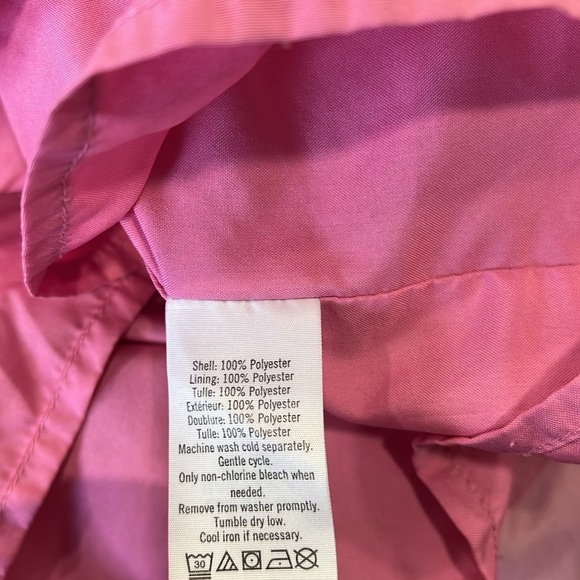 Shell: 100% Polyester
Lining: 100% Polyester
Tulle: 100% Polyester
Extérieur: 100% Polyester
Doublure: 100% Polyester
Tulle: 100% Polyester
Machine wash cold separately.
Gentle cycle.
Only non-chlorine bleach when
needed.
Remove from washer promptly.
Tumble dry low.
Cool iron if necessary.
30